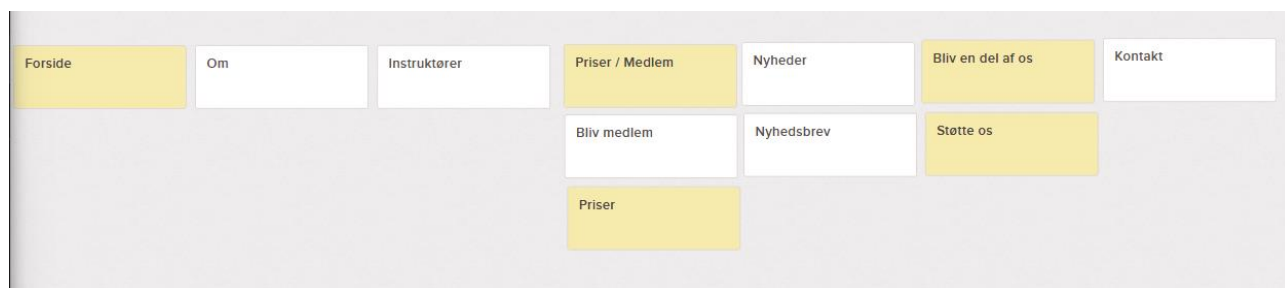 Forside
Om
Instruktører
Priser / Medlem
Nyheder
Bliv en del af os
Kontakt
Bliv medlem
Nyhedsbrev
Støtte os
Priser